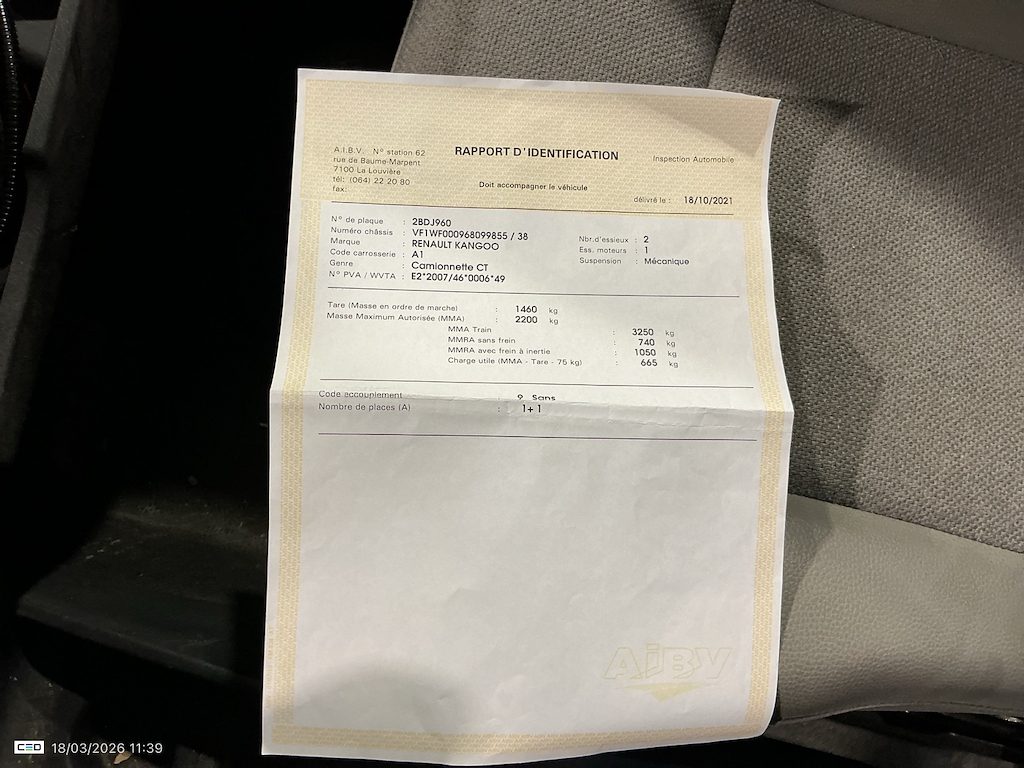 A.I.B.V. N° station 62
rue de Baume-Marpent
7100 La Louvière
tél: (064) 22 20 80
fax:
RAPPORT D'IDENTIFICATION
Inspection Automobile
Doit accompagner le véhicule
délivré le : 18/10/2021
N° de plaque : 2BDJ960
Numéro châssis : VF1WF000968099855 / 38
Marque : RENAULT KANGOO
Code carrosserie : A1
Genre : Camionnette CT
N° PVA / WVTA : E2*2007/46*0006*49
Nbr.d'essieux : 2
Ess. moteurs : 1
Suspension : Mécanique
Tare (Masse en ordre de marche) : 1460 kg
Masse Maximum Autorisée (MMA) : 2200 kg
MMA Train : 3250 kg
MMRA sans frein : 740 kg
MMRA avec frein à inertie : 1050 kg
Charge utile (MMA - Tare - 75 kg) : 665 kg
Code accouplement : 9 Sans
Nombre de places (A) : 1+1
AIBV
CEO 18/03/2026 11:39